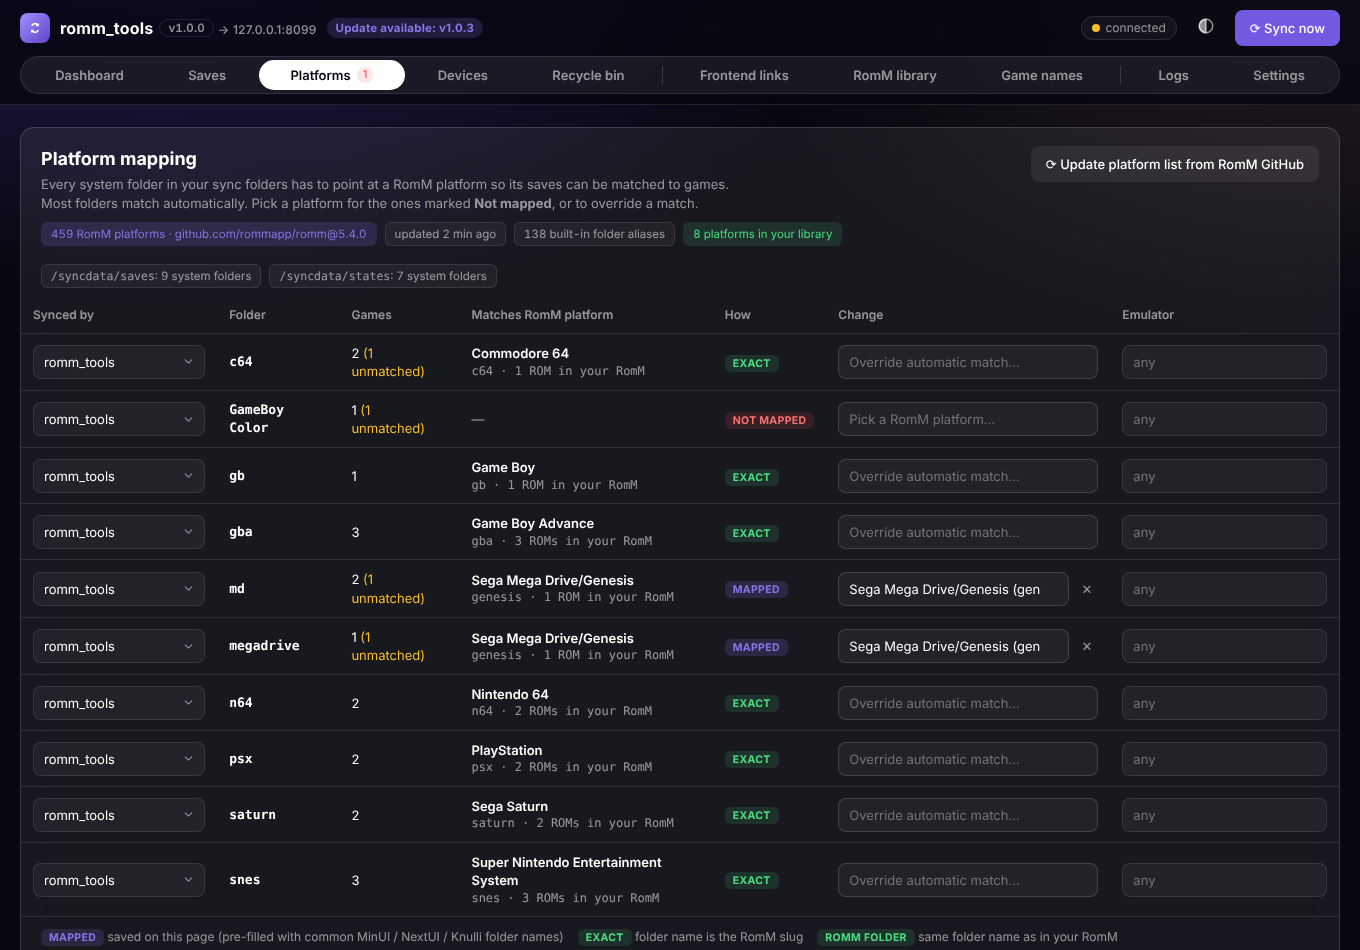 romm_tools v1.0.0 → 127.0.0.1:8099 Update available: v1.0.3 connected ⟳ Sync now
Dashboard Saves Platforms 1 Devices Recycle bin Frontend links RomM library Game names Logs Settings
Platform mapping
⟳ Update platform list from RomM GitHub
Every system folder in your sync folders has to point at a RomM platform so its saves can be matched to games.
Most folders match automatically. Pick a platform for the ones marked Not mapped, or to override a match.
459 RomM platforms · github.com/rommapp/romm@5.4.0 updated 2 min ago 138 built-in folder aliases 8 platforms in your library
/syncdata/saves: 9 system folders /syncdata/states: 7 system folders
Synced by Folder Games Matches RomM platform How Change Emulator
romm_tools c64 2 (1 unmatched) Commodore 64 EXACT Override automatic match... any
c64 · 1 ROM in your RomM
romm_tools GameBoy Color 1 (1 unmatched) — NOT MAPPED Pick a RomM platform... any
romm_tools gb 1 Game Boy EXACT Override automatic match... any
gb · 1 ROM in your RomM
romm_tools gba 3 Game Boy Advance EXACT Override automatic match... any
gba · 3 ROMs in your RomM
romm_tools md 2 (1 unmatched) Sega Mega Drive/Genesis MAPPED Sega Mega Drive/Genesis (gen × any
genesis · 1 ROM in your RomM
romm_tools megadrive 1 (1 unmatched) Sega Mega Drive/Genesis MAPPED Sega Mega Drive/Genesis (gen × any
genesis · 1 ROM in your RomM
romm_tools n64 2 Nintendo 64 EXACT Override automatic match... any
n64 · 2 ROMs in your RomM
romm_tools psx 2 PlayStation EXACT Override automatic match... any
psx · 2 ROMs in your RomM
romm_tools saturn 2 Sega Saturn EXACT Override automatic match... any
saturn · 2 ROMs in your RomM
romm_tools snes 3 Super Nintendo Entertainment System EXACT Override automatic match... any
snes · 3 ROMs in your RomM
MAPPED saved on this page (pre-filled with common MinUI / NextUI / Knulli folder names) EXACT folder name is the RomM slug ROMM FOLDER same folder name as in your RomM